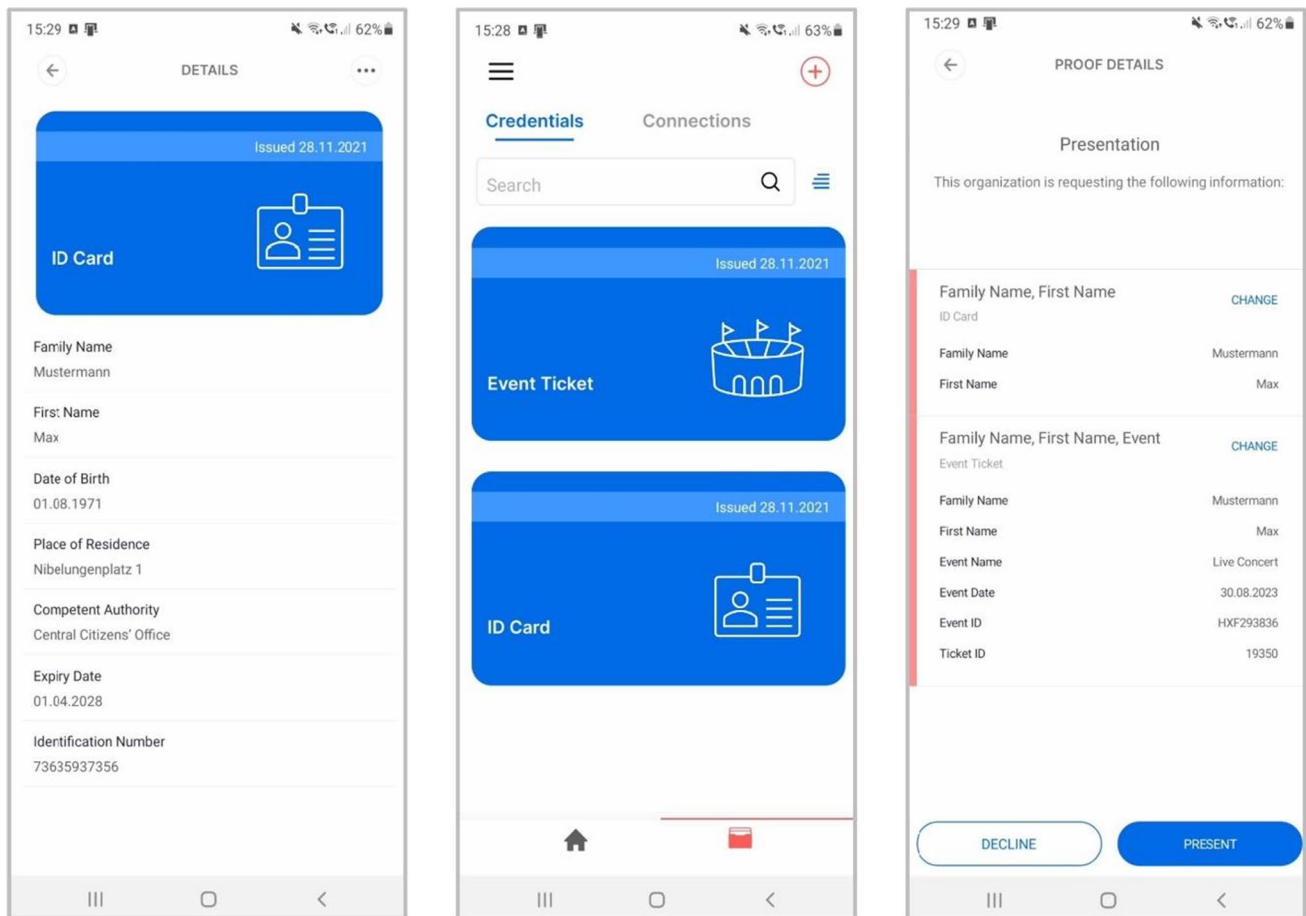 15:29 62%
DETAILS
Issued 28.11.2021
ID Card
Family Name
Mustermann
First Name
Max
Date of Birth
01.08.1971
Place of Residence
Nibelungenplatz 1
Competent Authority
Central Citizens' Office
Expiry Date
01.04.2028
Identification Number
73635937356
15:28 63%
Credentials Connections
Search
Issued 28.11.2021
Event Ticket
Issued 28.11.2021
ID Card
15:29 62%
PROOF DETAILS
Presentation
This organization is requesting the following information:
Family Name, First Name CHANGE
ID Card
Family Name Mustermann
First Name Max
Family Name, First Name, Event CHANGE
Event Ticket
Family Name Mustermann
First Name Max
Event Name Live Concert
Event Date 30.08.2023
Event ID HXF293836
Ticket ID 19350
DECLINE PRESENT